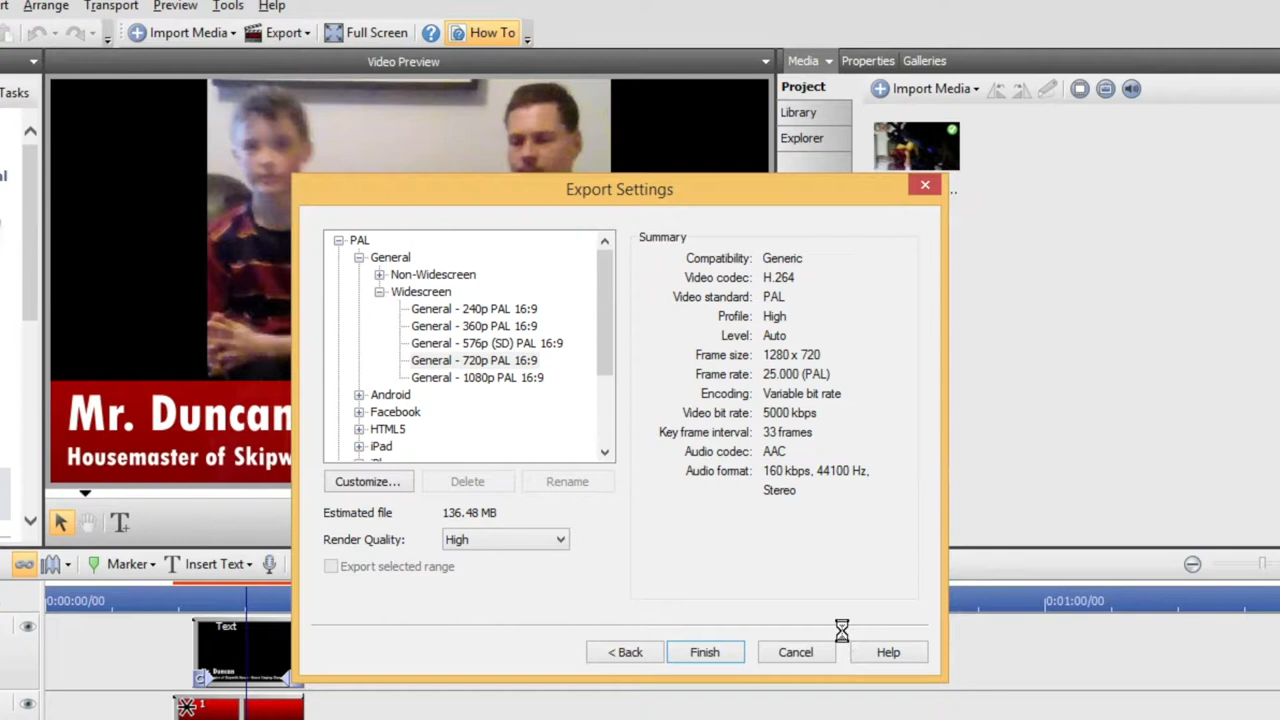 Arrange Transport Preview Tools Help
Import Media Export Full Screen How To
Video Preview
Media Properties Galleries
Tasks
Project
Import Media
Library
Explorer
Export Settings
PAL
General
Non-Widescreen
Widescreen
General - 240p PAL 16:9
General - 360p PAL 16:9
General - 576p (SD) PAL 16:9
General - 720p PAL 16:9
General - 1080p PAL 16:9
Android
Facebook
HTML5
iPad
Customize... Delete Rename
Estimated file 136.48 MB
Render Quality: High
Export selected range
Summary
Compatibility: Generic
Video codec: H.264
Video standard: PAL
Profile: High
Level: Auto
Frame size: 1280 x 720
Frame rate: 25.000 (PAL)
Encoding: Variable bit rate
Video bit rate: 5000 kbps
Key frame interval: 33 frames
Audio codec: AAC
Audio format: 160 kbps, 44100 Hz,
Stereo
< Back Finish Cancel Help
Mr. Duncan
Housemaster of Skipw
Marker Insert Text
0:00:00/00 0:01:00/00
Text
Mr. Duncan
1